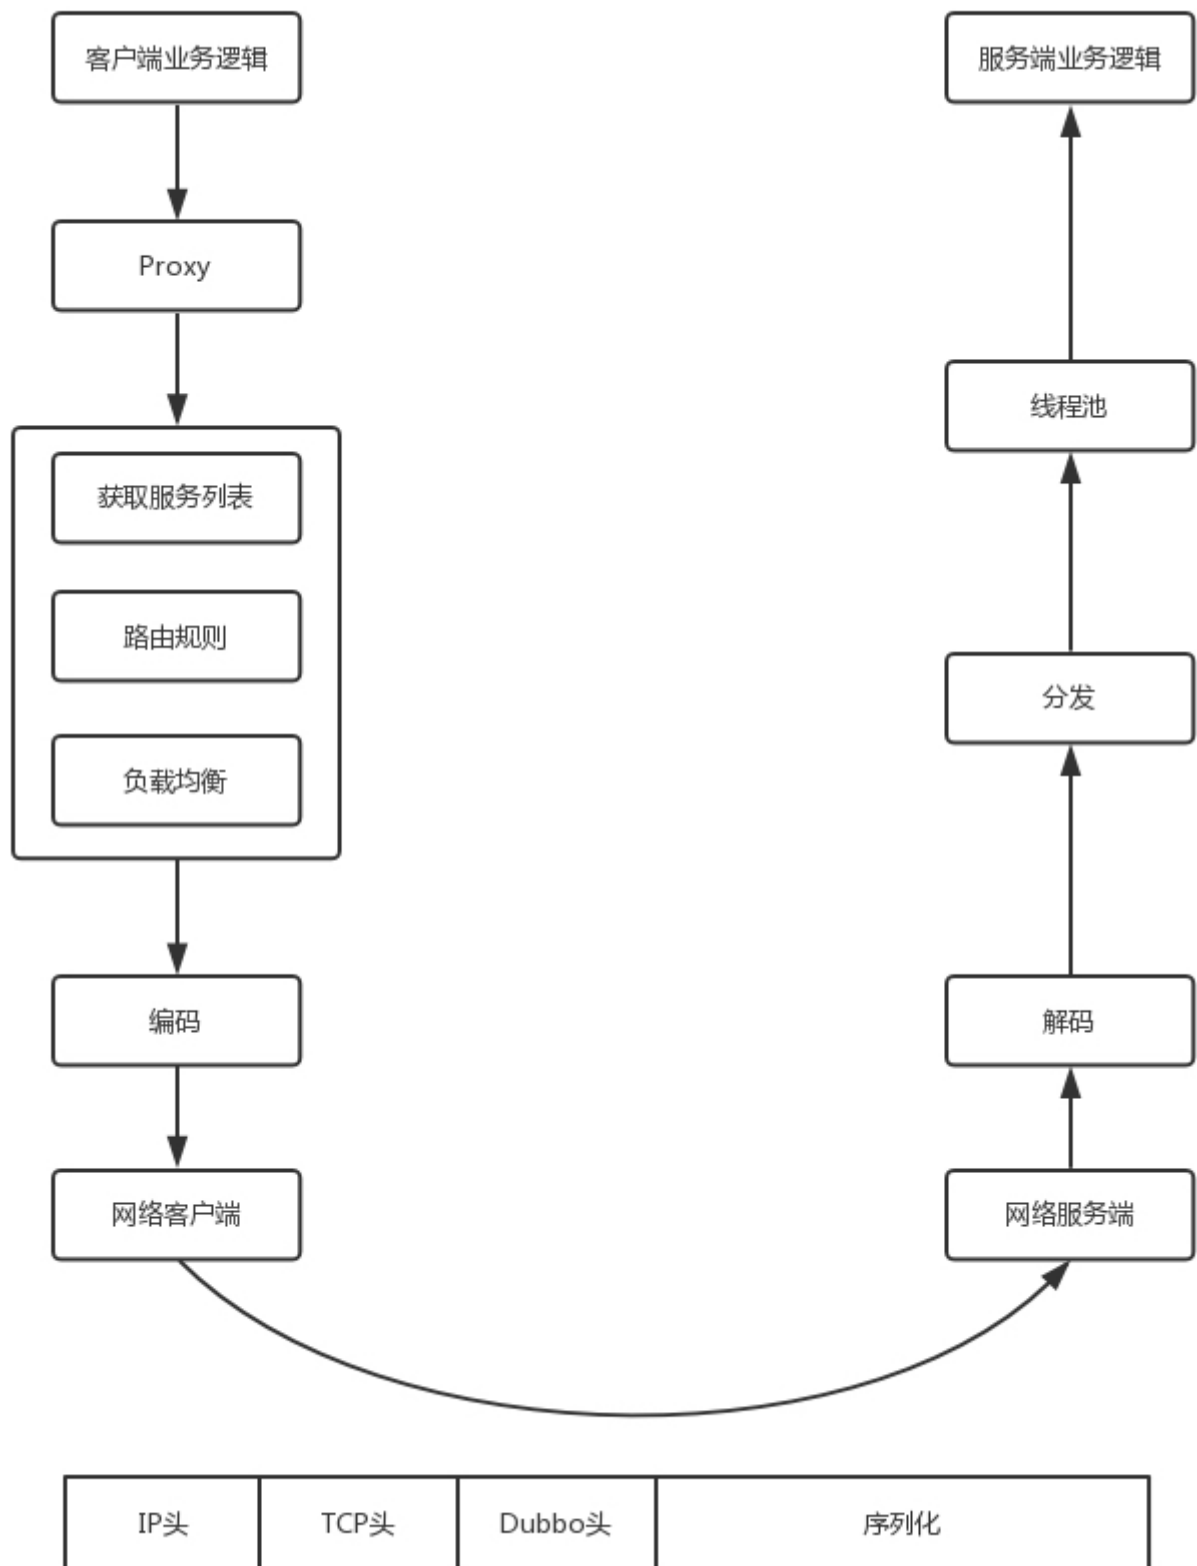 客户端业务逻辑
服务端业务逻辑
Proxy
线程池
获取服务列表
路由规则
分发
负载均衡
编码
解码
网络客户端
网络服务端
IP头
TCP头
Dubbo头
序列化